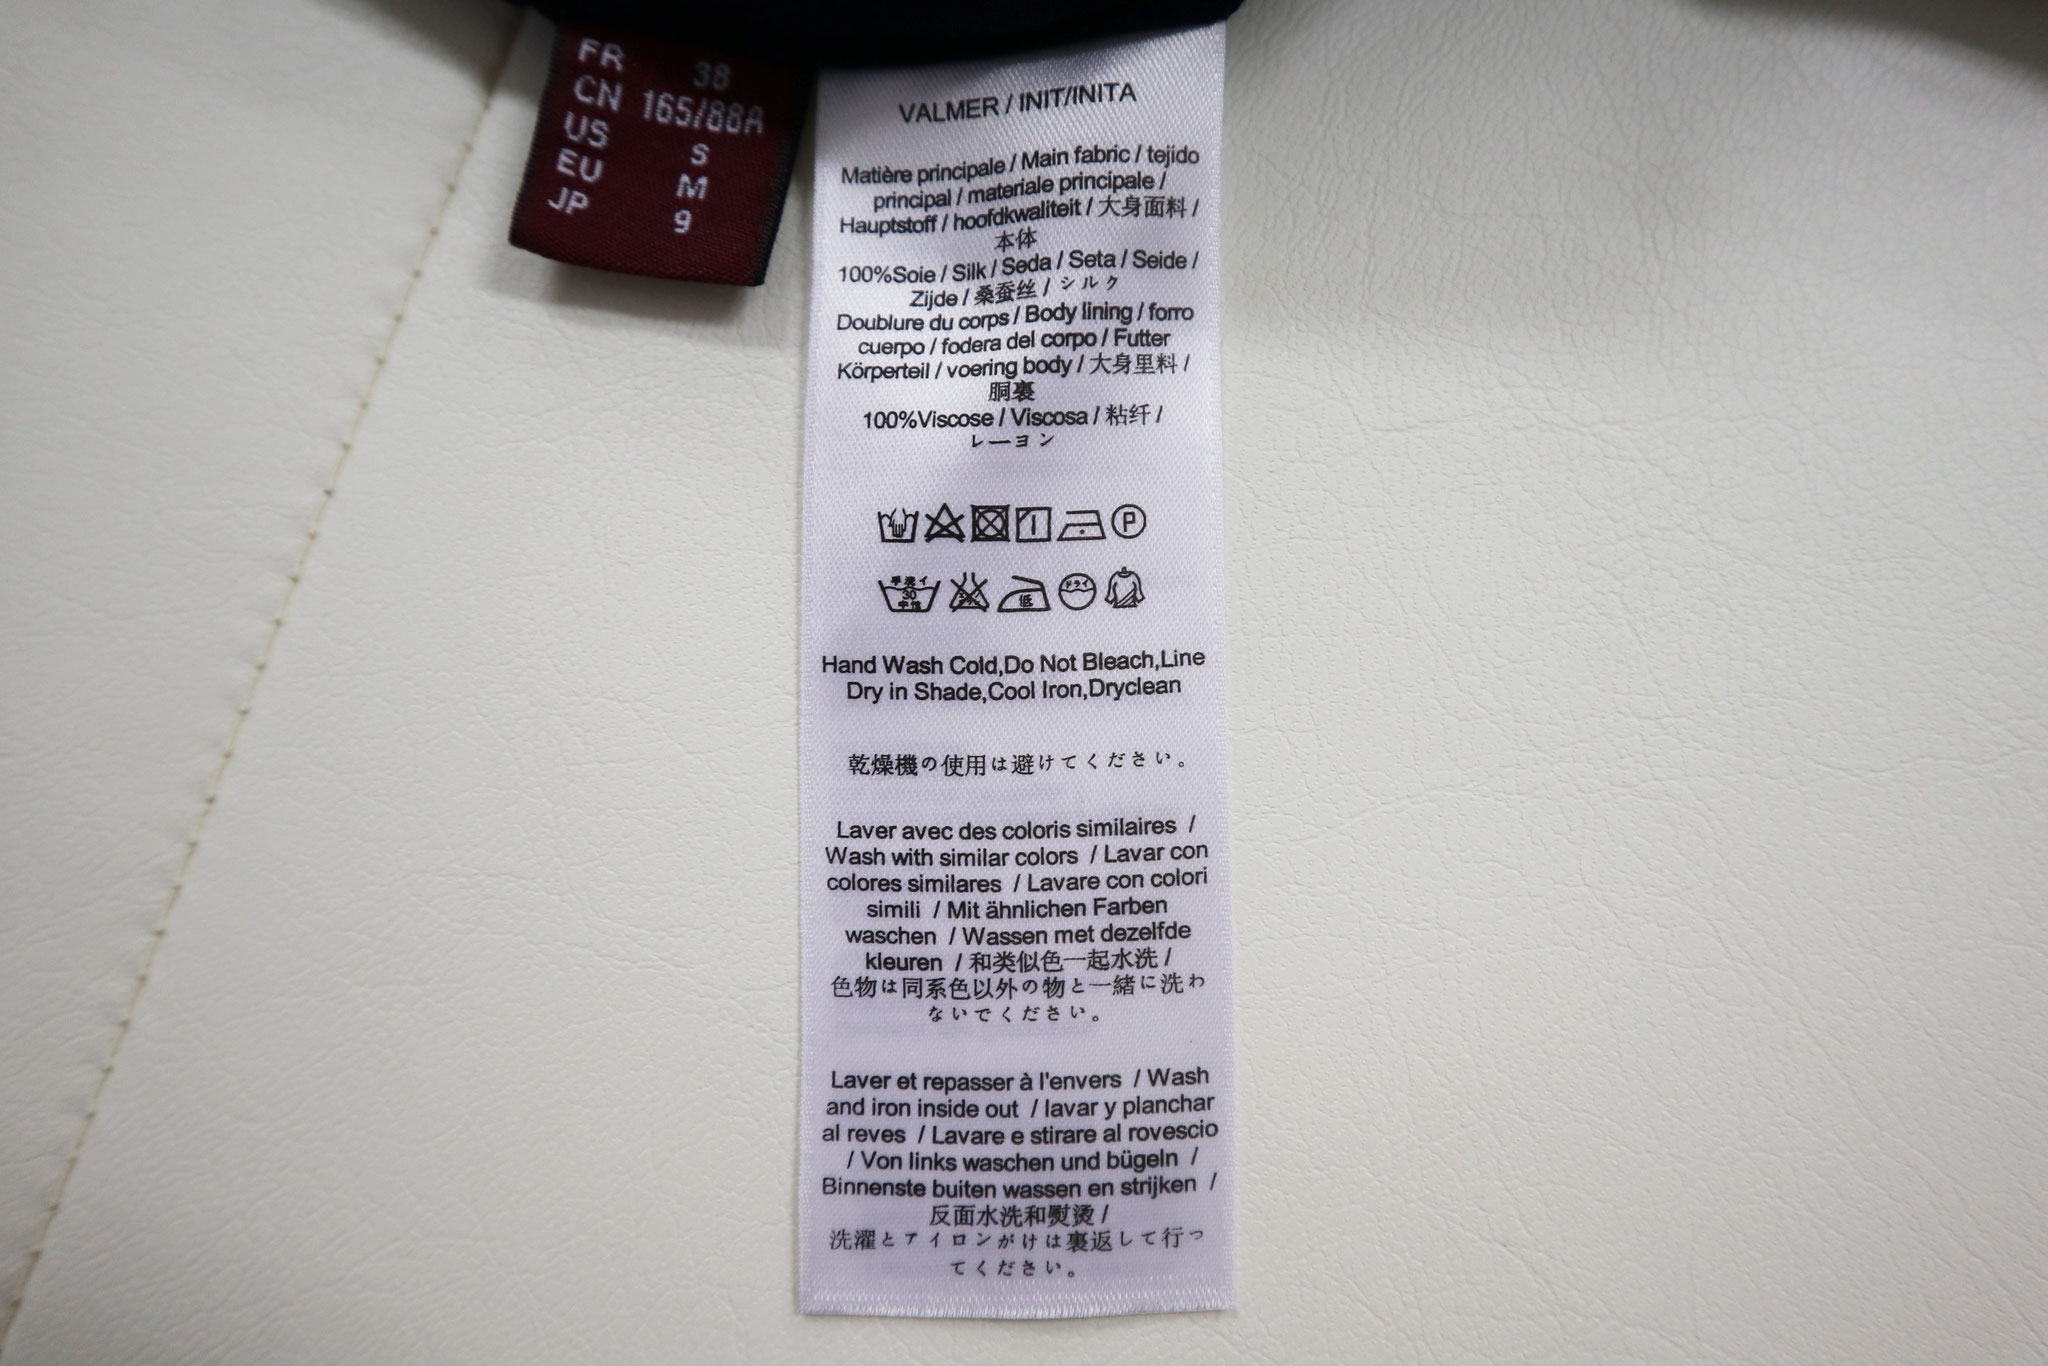 FR 38
CN 165/88A
US S
EU M
JP 9
VALMER / INIT/INITA
Matière principale / Main fabric / tejido
principal / materiale principale /
Hauptstoff / hoofdkwaliteit / 大身面料 /
本体
100%Soie / Silk / Seda / Seta / Seide /
Zijde / 桑蚕丝 / シルク
Doublure du corps / Body lining / forro
cuerpo / fodera del corpo / Futter
Körperteil / voering body / 大身里料 /
胴裏
100%Viscose / Viscosa / 粘纤 /
レーヨン
P
手洗イ
30
中性
低
ドライ
Hand Wash Cold,Do Not Bleach,Line
Dry in Shade,Cool Iron,Dryclean
乾燥機の使用は避けてください。
Laver avec des coloris similaires /
Wash with similar colors / Lavar con
colores similares / Lavare con colori
simili / Mit ähnlichen Farben
waschen / Wassen met dezelfde
kleuren / 和类似色一起水洗 /
色物は同系色以外の物と一緒に洗わ
ないでください。
Laver et repasser à l'envers / Wash
and iron inside out / lavar y planchar
al reves / Lavare e stirare al rovescio
/ Von links waschen und bügeln /
Binnenste buiten wassen en strijken /
反面水洗和熨烫 /
洗濯とアイロンがけは裏返して行っ
てください。